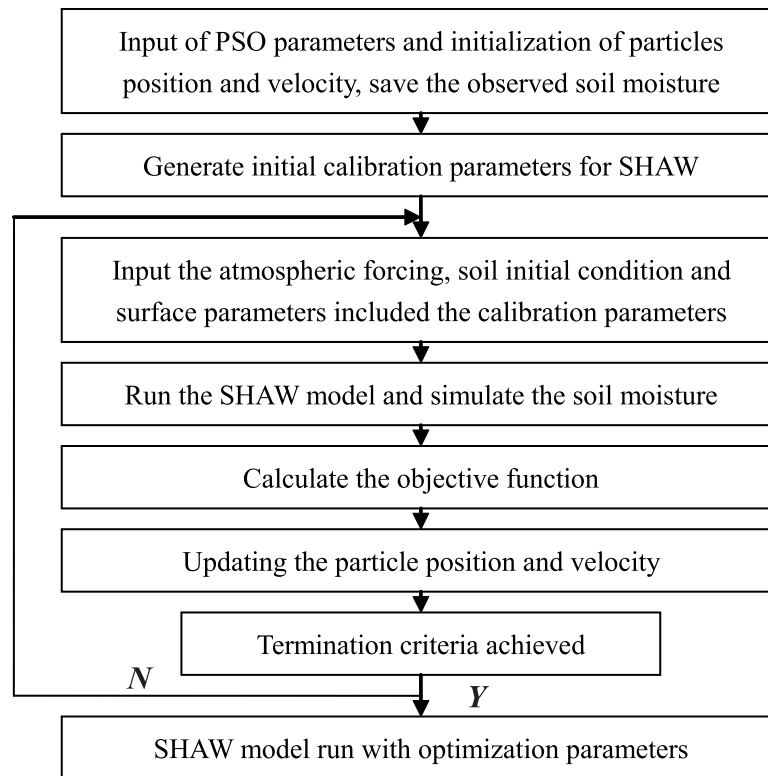 Input of PSO parameters and initialization of particles
position and velocity, save the observed soil moisture
Generate initial calibration parameters for SHAW
Input the atmospheric forcing, soil initial condition and
surface parameters included the calibration parameters
Run the SHAW model and simulate the soil moisture
Calculate the objective function
Updating the particle position and velocity
Termination criteria achieved
N
Y
SHAW model run with optimization parameters